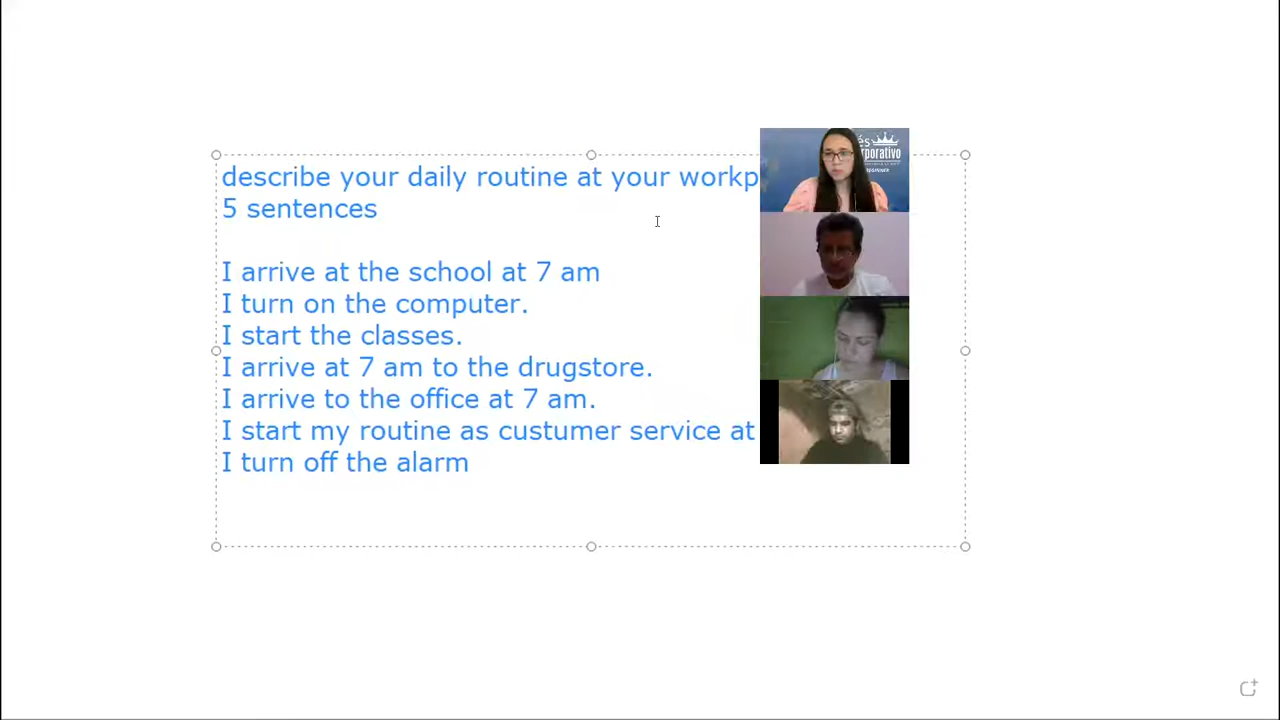 describe your daily routine at your workp
5 sentences
I arrive at the school at 7 am
I turn on the computer.
I start the classes.
I arrive at 7 am to the drugstore.
I arrive to the office at 7 am.
I start my routine as custumer service at
I turn off the alarm
és
rporativo